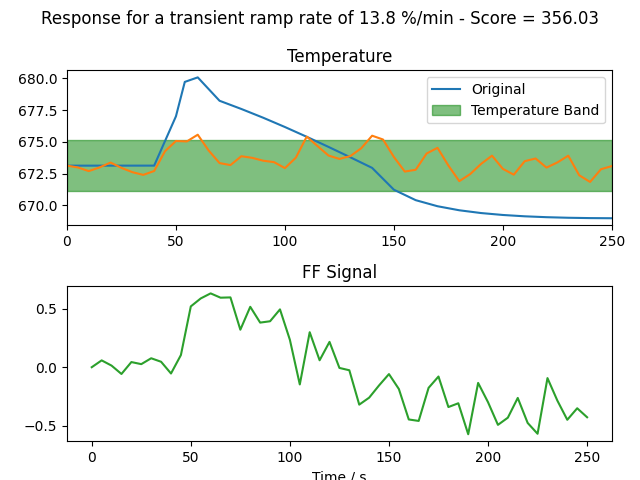 Response for a transient ramp rate of 13.8 %/min - Score = 356.03
Temperature
680.0
677.5
675.0
672.5
670.0
Original
Temperature Band
0 50 100 150 200 250
FF Signal
0.5
0.0
−0.5
0 50 100 150 200 250
Time / s